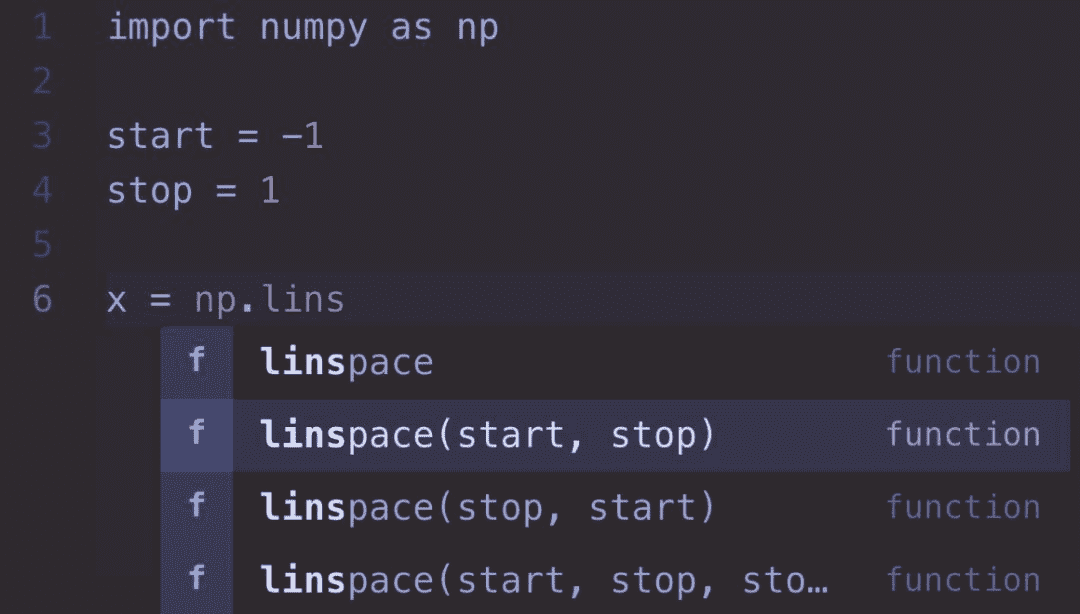 1 import numpy as np
2
3 start = -1
4 stop = 1
5
6 x = np.lins
f linspace function
f linspace(start, stop) function
f linspace(stop, start) function
f linspace(start, stop, sto… function